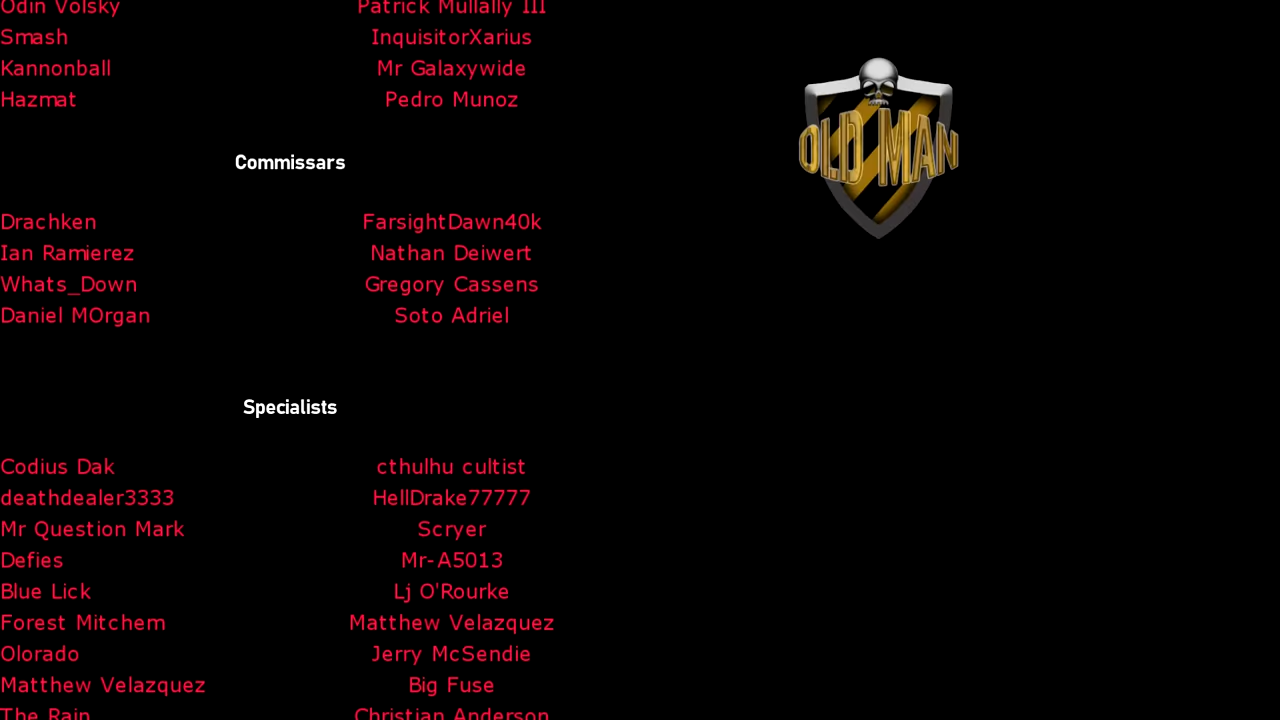 Odin Volsky Patrick Mullally III
Smash InquisitorXarius
Kannonball Mr Galaxywide
Hazmat Pedro Munoz
OLD MAN
Commissars
Drachken FarsightDawn40k
Ian Ramierez Nathan Deiwert
Whats_Down Gregory Cassens
Daniel MOrgan Soto Adriel
Specialists
Codius Dak cthulhu cultist
deathdealer3333 HellDrake77777
Mr Question Mark Scryer
Defies Mr-A5013
Blue Lick Lj O'Rourke
Forest Mitchem Matthew Velazquez
Olorado Jerry McSendie
Matthew Velazquez Big Fuse
The Rain Christian Anderson